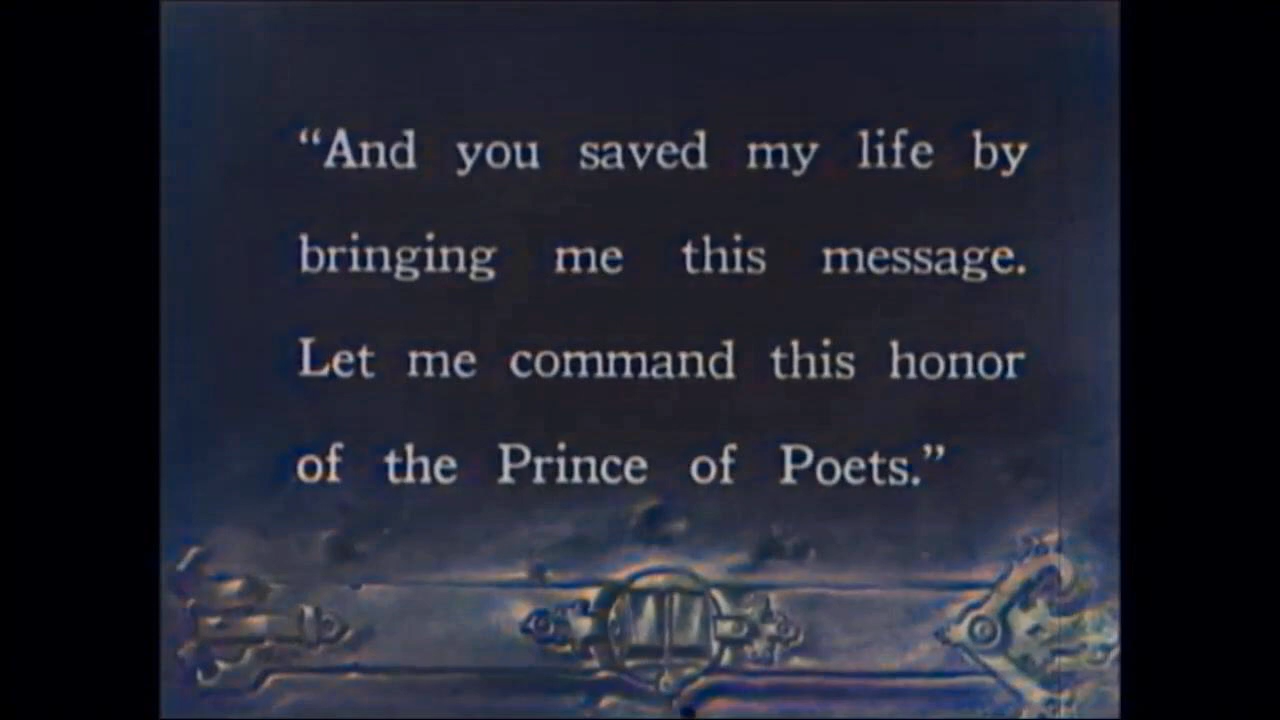 “And you saved my life by
bringing me this message.
Let me command this honor
of the Prince of Poets.”